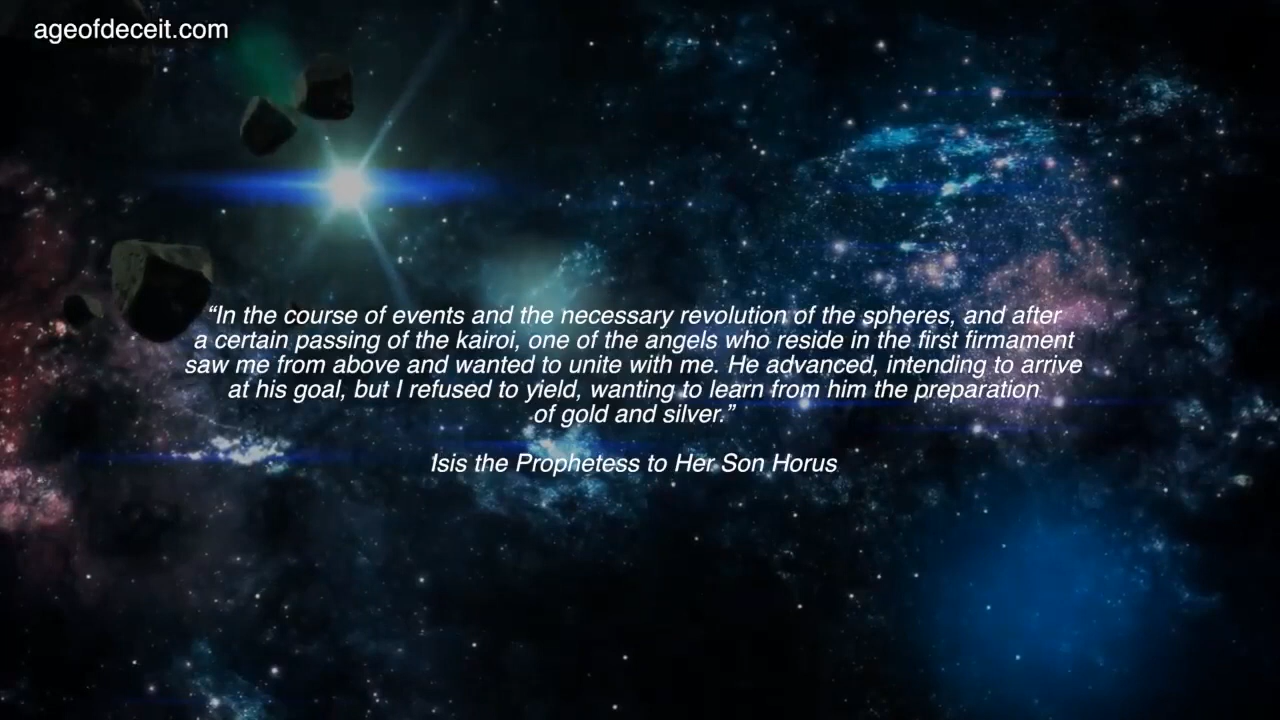 ageofdeceit.com
“In the course of events and the necessary revolution of the spheres, and after
a certain passing of the kairoi, one of the angels who reside in the first firmament
saw me from above and wanted to unite with me. He advanced, intending to arrive
at his goal, but I refused to yield, wanting to learn from him the preparation
of gold and silver.”
Isis the Prophetess to Her Son Horus